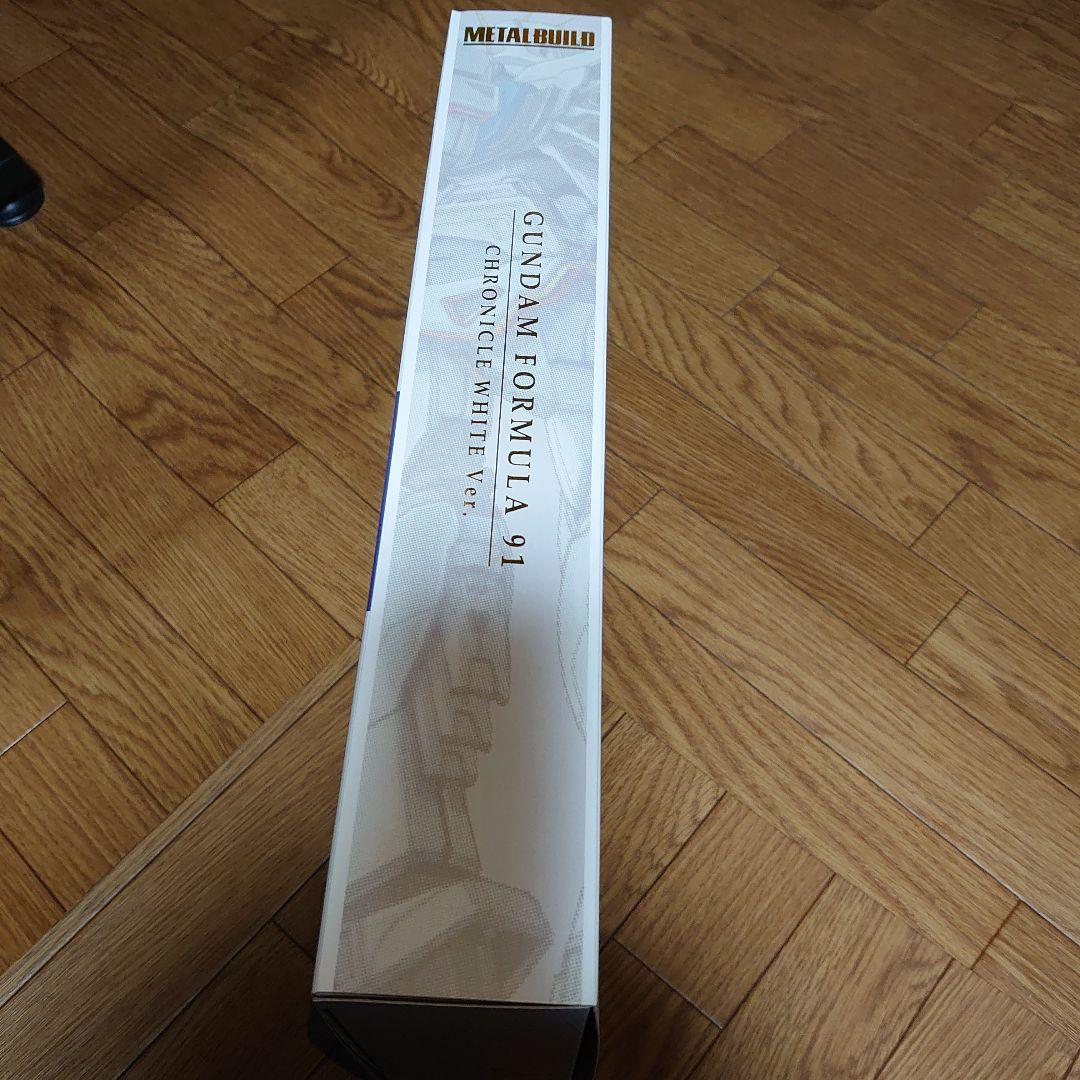 METALBUILD
GUNDAM FORMULA 91
CHRONICLE WHITE Ver.